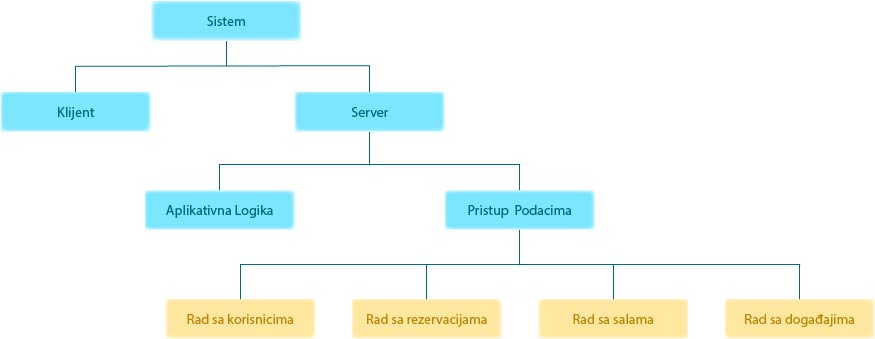 Sistem
Klijent
Server
Aplikativna Logika
Pristup Podacima
Rad sa korisnicima
Rad sa rezervacijama
Rad sa salama
Rad sa događajima